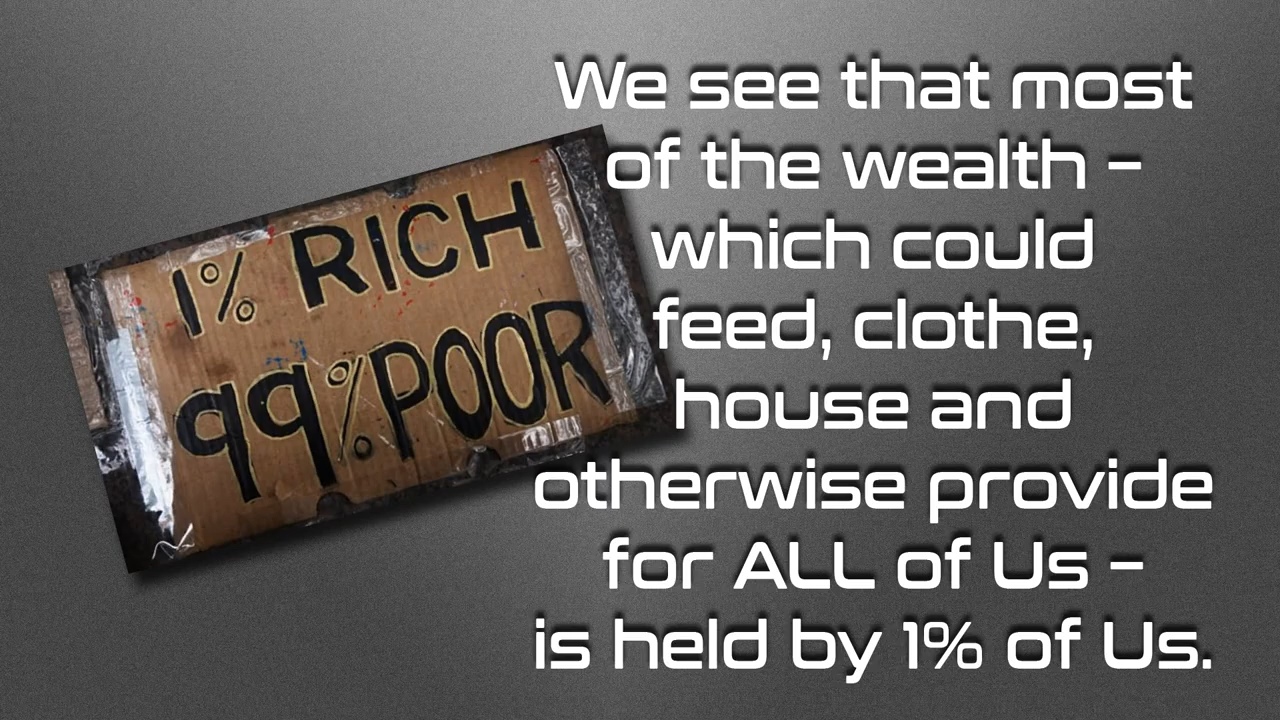 We see that most
of the wealth –
which could
feed, clothe,
house and
otherwise provide
for ALL of Us –
is held by 1% of Us.
1% RICH
99% POOR